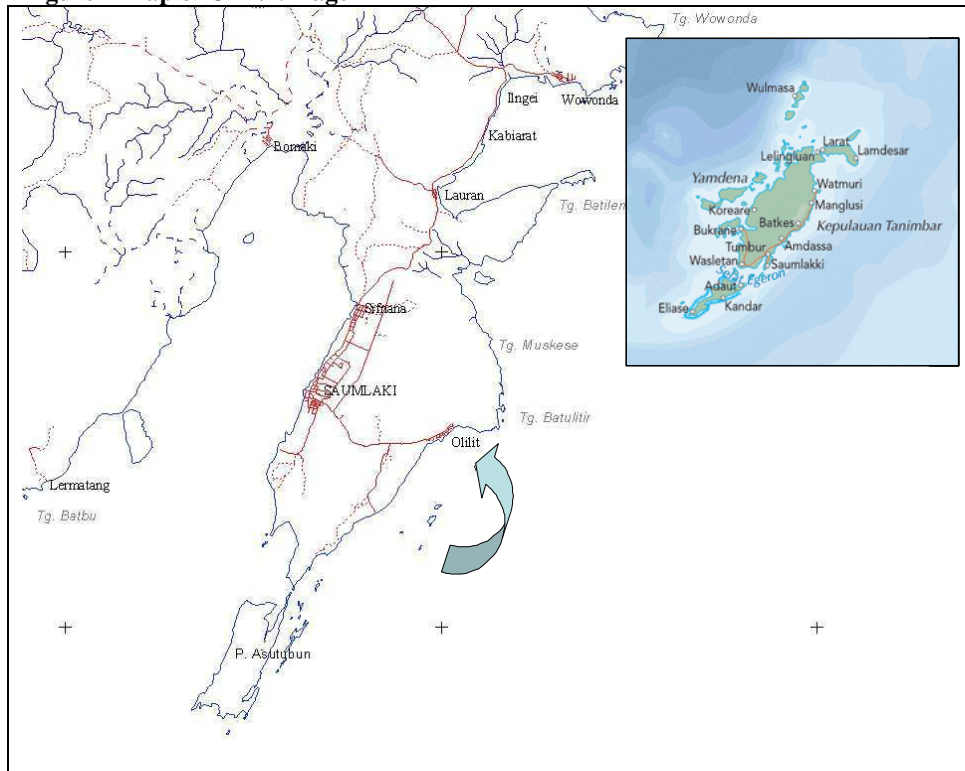 Tg. Wowonda
Ilngei
Wowonda
Bomaki
Kabiarat
Lauran
Tg. Batilem
Sifnana
Tg. Muskese
SAUMLAKI
Tg. Batulitir
Olilit
Lermatang
Tg. Batbu
P. Asutubun
Wulmasa
Larat
Lelingluan
Lamdesar
Yamdena
Watmuri
Koreare
Manglusi
Batkes
Kepulauan Tanimbar
Bukrane
Amdassa
Tumbur
Wasletan
Saumlakki
Selat Egeron
Adaut
Eliase
Kandar